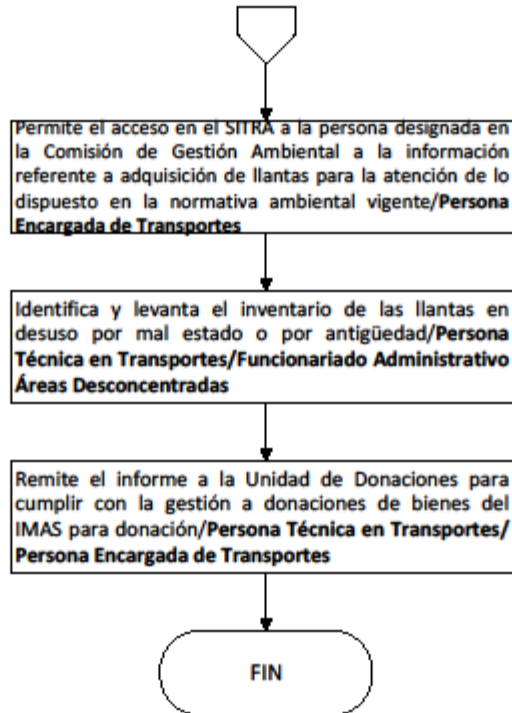 Permite el acceso en el SITRA a la persona designada en
la Comisión de Gestión Ambiental a la información
referente a adquisición de llantas para la atención de lo
dispuesto en la normativa ambiental vigente/Persona
Encargada de Transportes
Identifica y levanta el inventario de las llantas en
desuso por mal estado o por antigüedad/Persona
Técnica en Transportes/Funcionariado Administrativo
Áreas Desconcentradas
Remite el informe a la Unidad de Donaciones para
cumplir con la gestión a donaciones de bienes del
IMAS para donación/Persona Técnica en Transportes/
Persona Encargada de Transportes
FIN